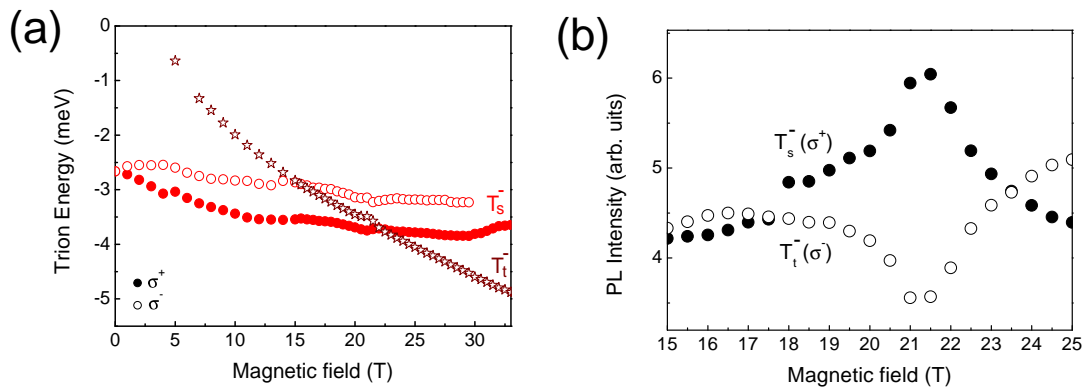 (a)
0
-1
-2
-3
-4
-5
Trion Energy (meV)
T_s^-
T_t^-
σ^+
σ^-
0 5 10 15 20 25 30
Magnetic field (T)
(b)
6
5
4
PL Intensity (arb. uits)
T_s^- (σ^+)
T_t^- (σ^-)
15 16 17 18 19 20 21 22 23 24 25
Magnetic field (T)